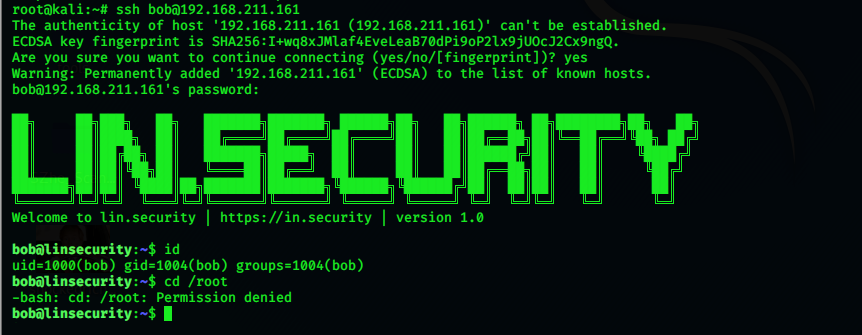 root@kali:~# ssh bob@192.168.211.161
The authenticity of host '192.168.211.161 (192.168.211.161)' can't be established.
ECDSA key fingerprint is SHA256:I+wq8xJMlaf4EveLeaB70dPi9oP2lx9jUOcJ2Cx9ngQ.
Are you sure you want to continue connecting (yes/no/[fingerprint])? yes
Warning: Permanently added '192.168.211.161' (ECDSA) to the list of known hosts.
bob@192.168.211.161's password:
LIN.SECURITY
Welcome to lin.security | https://in.security | version 1.0
bob@linsecurity:~$ id
uid=1000(bob) gid=1004(bob) groups=1004(bob)
bob@linsecurity:~$ cd /root
-bash: cd: /root: Permission denied
bob@linsecurity:~$